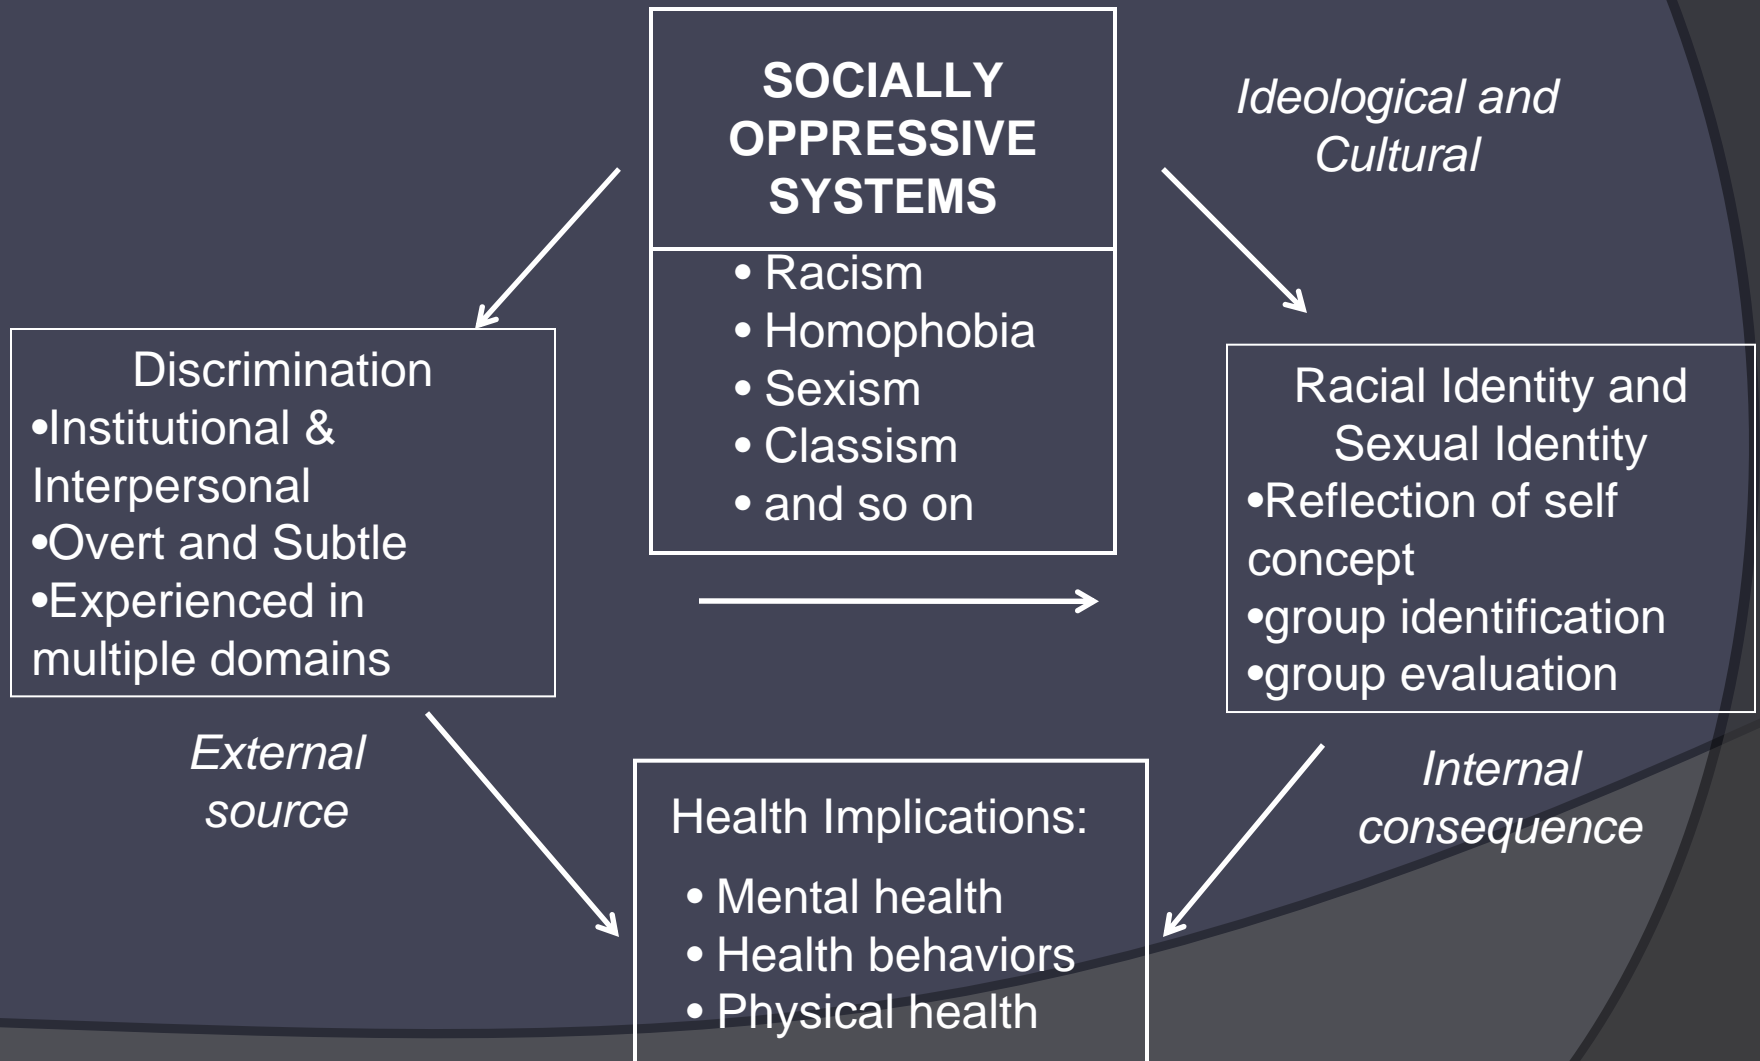 SOCIALLY
OPPRESSIVE
SYSTEMS
• Racism
• Homophobia
• Sexism
• Classism
• and so on
Ideological and
Cultural
Discrimination
•Institutional &
Interpersonal
•Overt and Subtle
•Experienced in
multiple domains
External
source
Racial Identity and
Sexual Identity
•Reflection of self
concept
•group identification
•group evaluation
Internal
consequence
Health Implications:
• Mental health
• Health behaviors
• Physical health